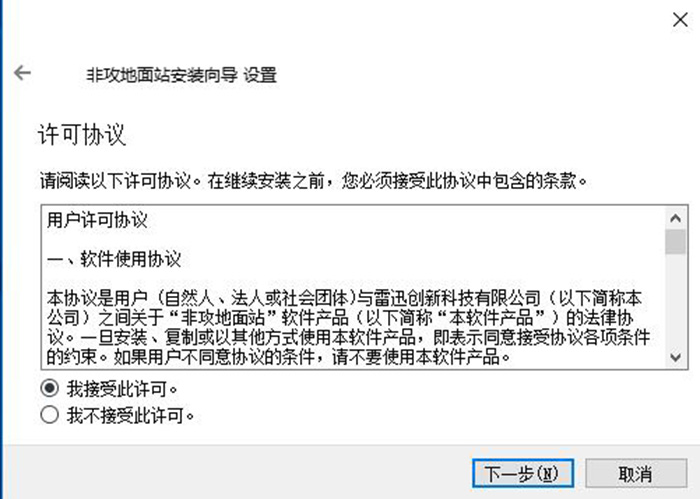 非攻地面站安装向导 设置
许可协议
请阅读以下许可协议。在继续安装之前，您必须接受此协议中包含的条款。
用户许可协议
一、软件使用协议
本协议是用户（自然人、法人或社会团体)与雷迅创新科技有限公司（以下简称本
公司）之间关于“非攻地面站”软件产品（以下简称“本软件产品”）的法律协
议。一旦安装、复制或以其他方式使用本软件产品，即表示同意接受协议各项条件
的约束。如果用户不同意协议的条件，请不要使用本软件产品。
我接受此许可。
我不接受此许可。
下一步(N)
取消